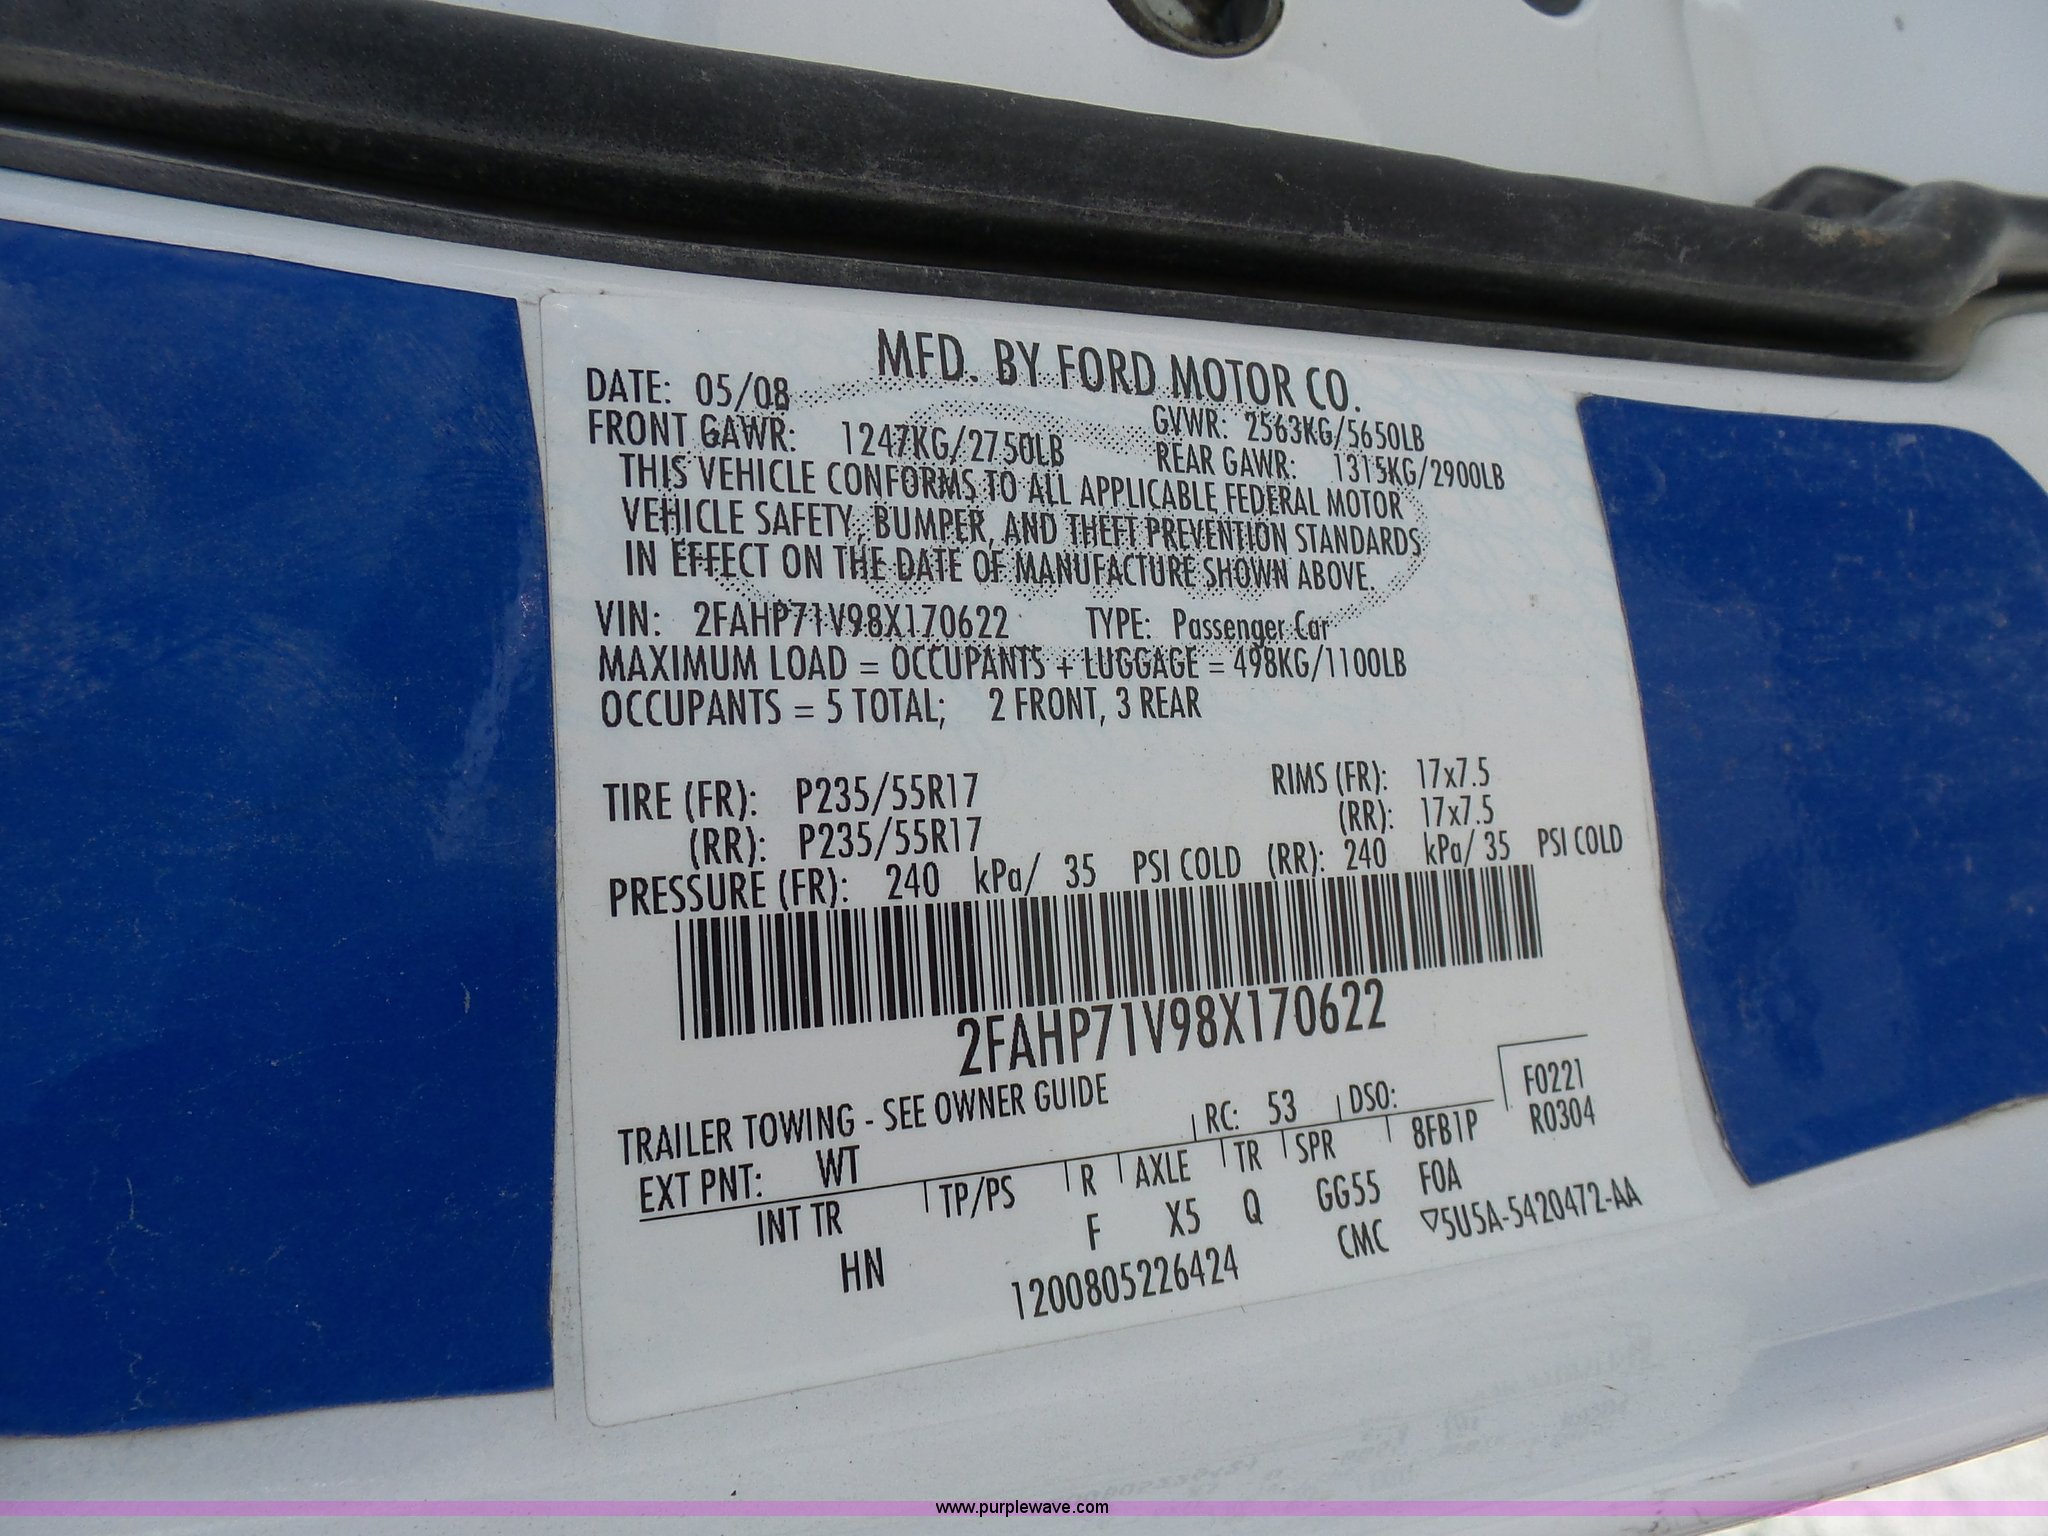 MFD. BY FORD MOTOR CO.
DATE: 05/08
GVWR: 2563KG/5650LB
FRONT GAWR: 1247KG/2750LB
REAR GAWR: 1315KG/2900LB
THIS VEHICLE CONFORMS TO ALL APPLICABLE FEDERAL MOTOR
VEHICLE SAFETY, BUMPER, AND THEFT PREVENTION STANDARDS
IN EFFECT ON THE DATE OF MANUFACTURE SHOWN ABOVE.
VIN: 2FAHP71V98X170622 TYPE: Passenger Car
MAXIMUM LOAD = OCCUPANTS + LUGGAGE = 498KG/1100LB
OCCUPANTS = 5 TOTAL; 2 FRONT, 3 REAR
TIRE (FR): P235/55R17 RIMS (FR): 17x7.5
(RR): P235/55R17 (RR): 17x7.5
PRESSURE (FR): 240 kPa/ 35 PSI COLD (RR): 240 kPa/ 35 PSI COLD
2FAHP71V98X170622
TRAILER TOWING - SEE OWNER GUIDE
F0221
EXT PNT: WT RC: 53 DSO: R0304
INT TR TP/PS R AXLE TR SPR 8FB1P
HN F X5 Q GG55 F0A
1200805226424 CMC ▽5U5A-5420472-AA
www.purplewave.com